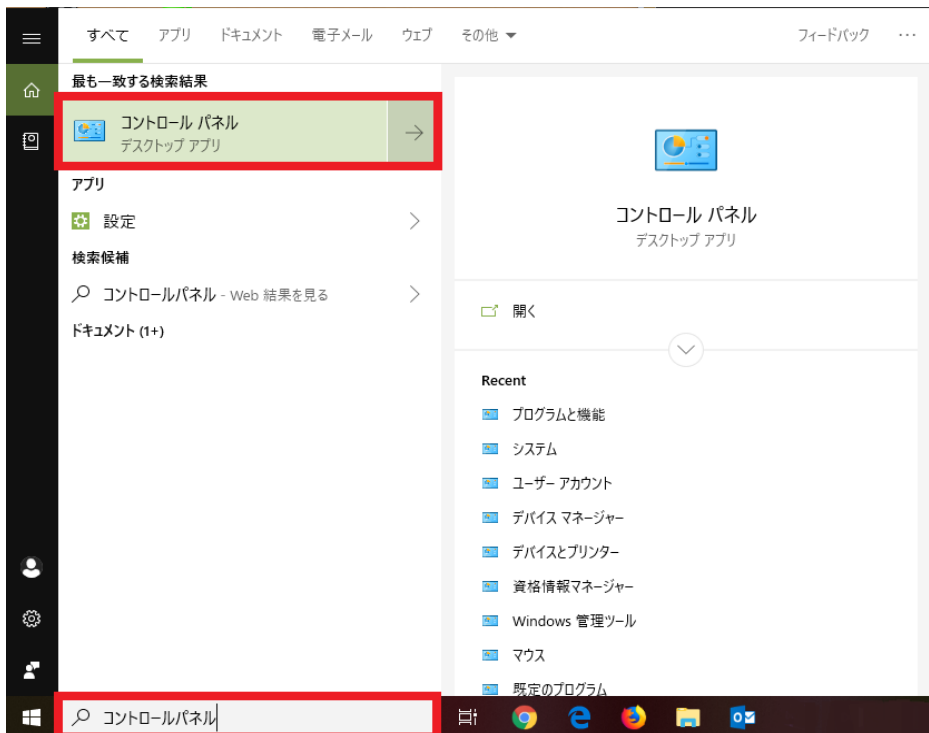 すべて アプリ ドキュメント 電子メール ウェブ その他 フィードバック ...
最も一致する検索結果
コントロール パネル
デスクトップ アプリ
アプリ
設定
検索候補
コントロールパネル - Web 結果を見る
ドキュメント (1+)
コントロール パネル
デスクトップ アプリ
開く
Recent
プログラムと機能
システム
ユーザー アカウント
デバイス マネージャー
デバイスとプリンター
資格情報マネージャー
Windows 管理ツール
マウス
既定のプログラム
コントロールパネル